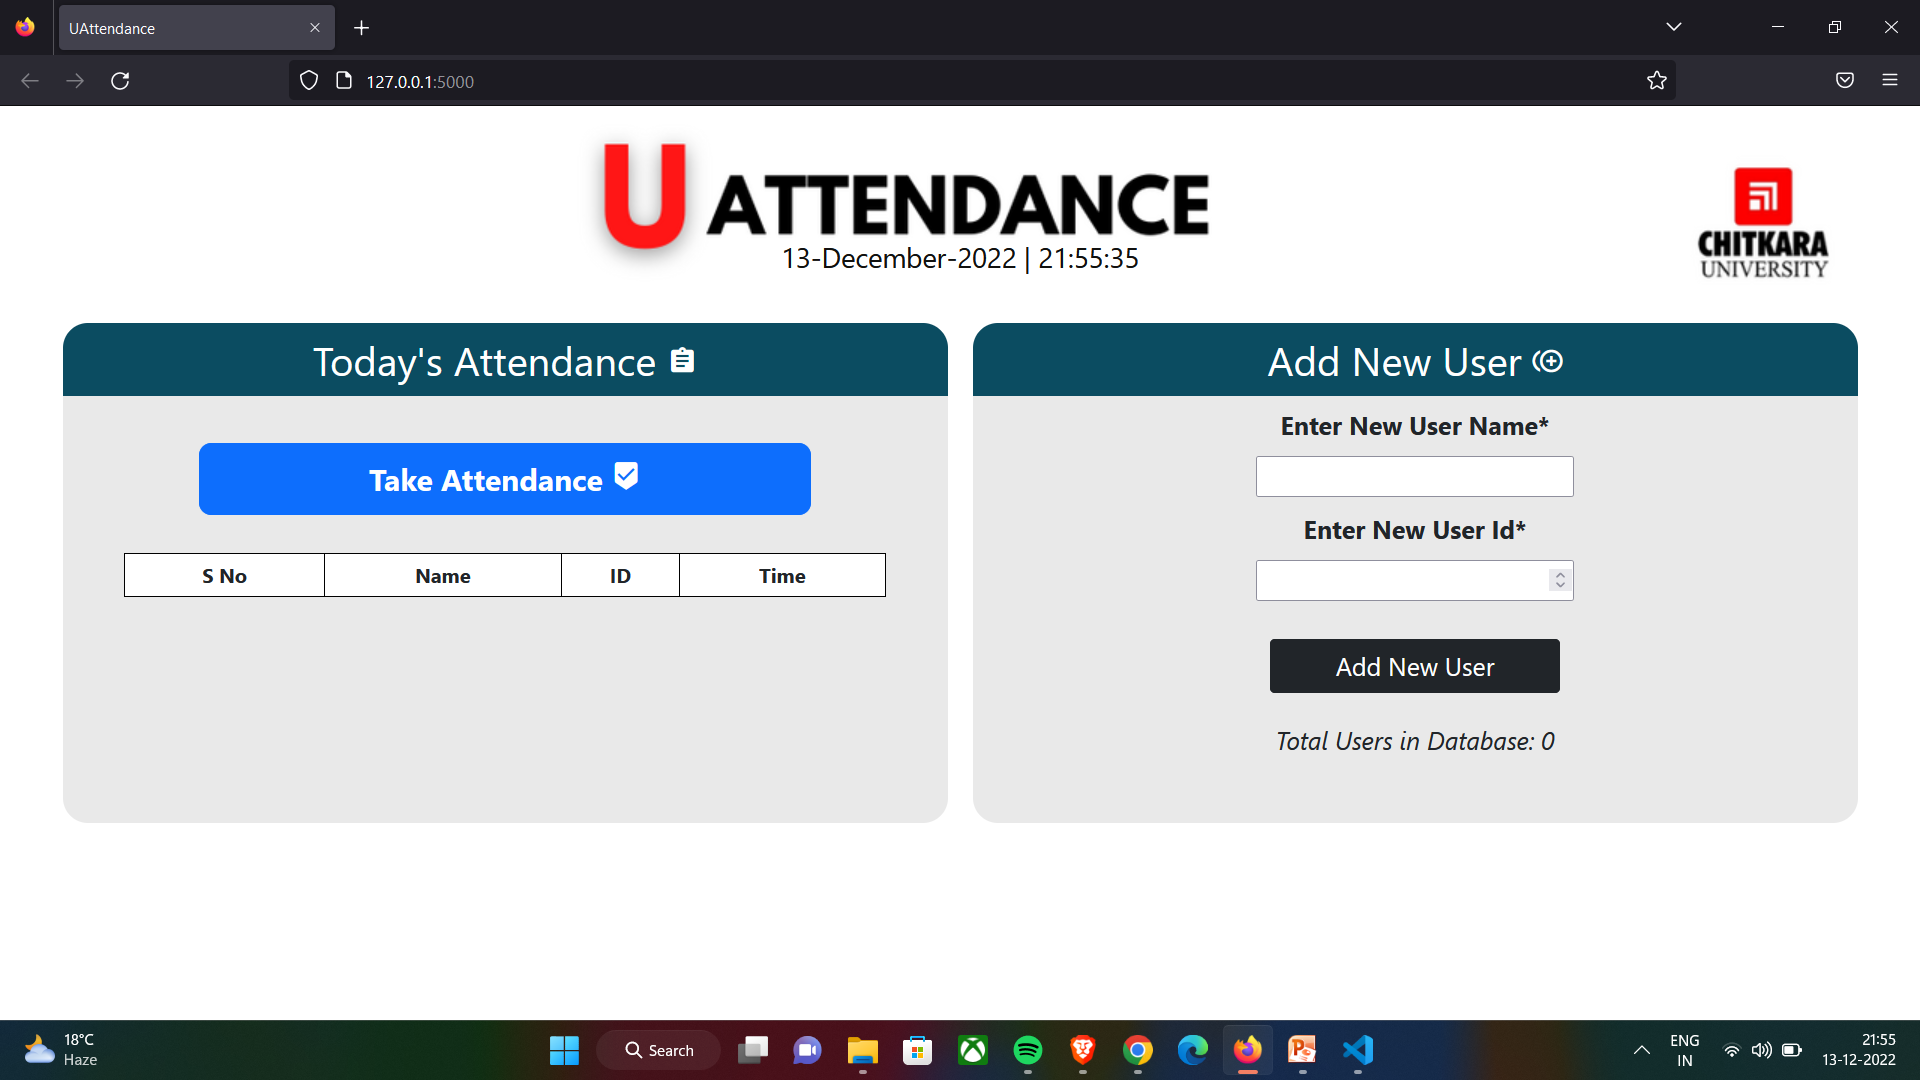 UAttendance
127.0.0.1:5000
U ATTENDANCE
13-December-2022 | 21:55:35
CHITKARA
UNIVERSITY
Today's Attendance
Take Attendance
S No Name ID Time
Add New User
Enter New User Name*
Enter New User Id*
Add New User
Total Users in Database: 0
18°C
Haze
Search
ENG
IN
21:55
13-12-2022